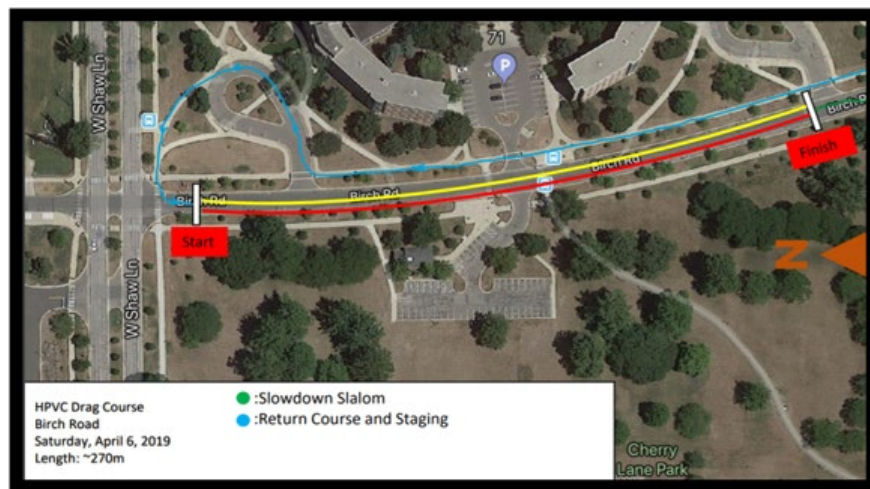 71
P
W Shaw Ln
W Shaw Ln
Birch Rd
Birch Rd
Birch Rd
Birch R
Start
Finish
N
HPVC Drag Course
Birch Road
Saturday, April 6, 2019
Length: ~270m
:Slowdown Slalom
:Return Course and Staging
Cherry
Lane Park